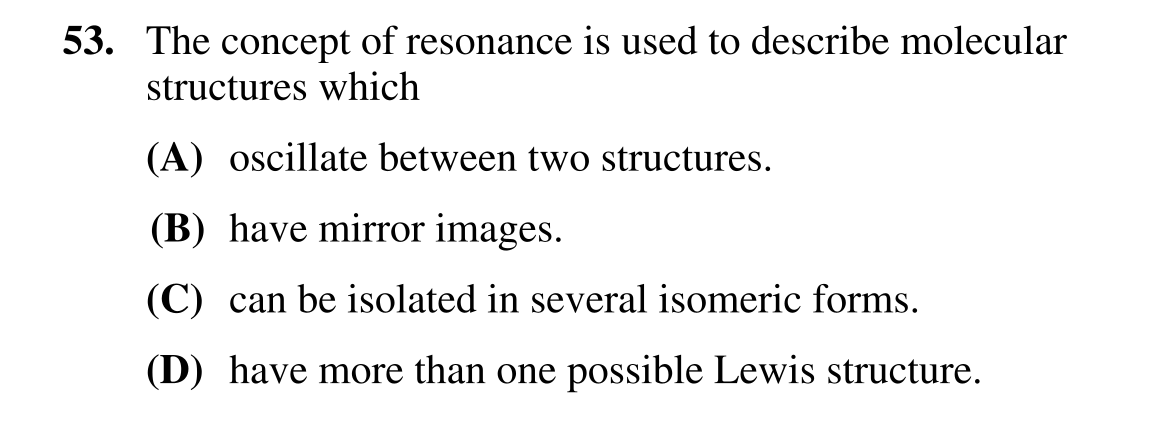 53. The concept of resonance is used to describe molecular
structures which
(A) oscillate between two structures.
(B) have mirror images.
(C) can be isolated in several isomeric forms.
(D) have more than one possible Lewis structure.